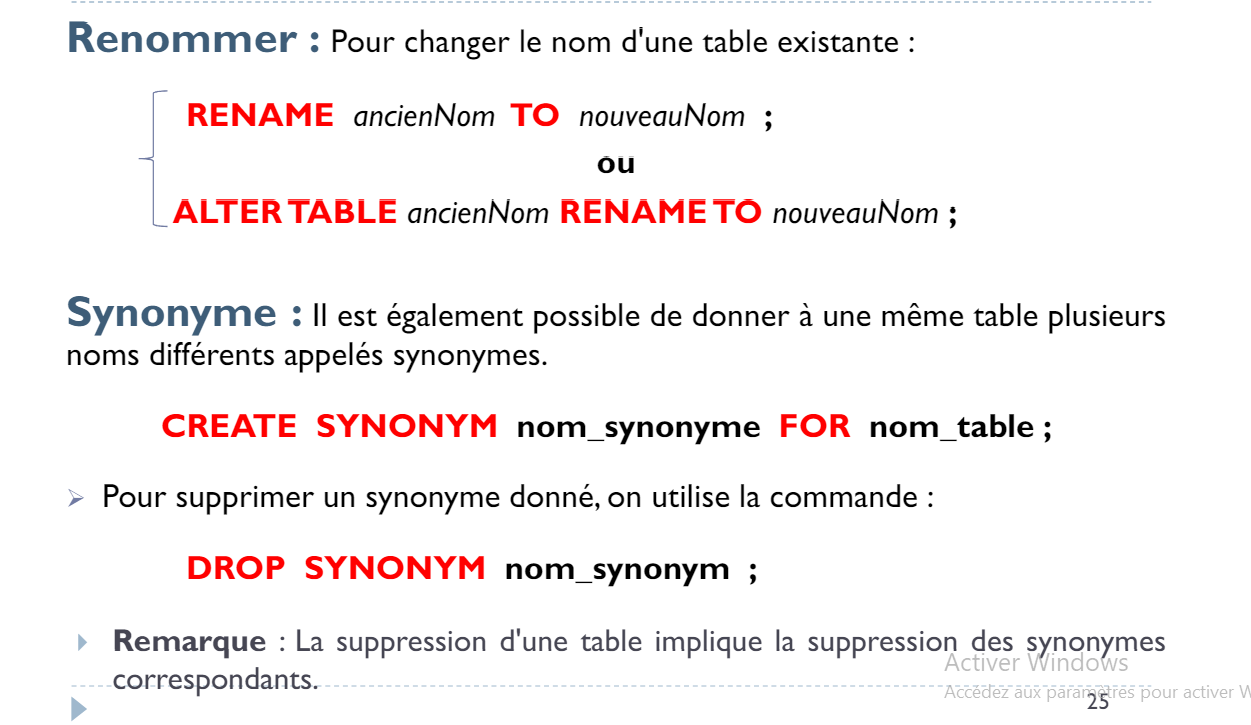 Renommer : Pour changer le nom d'une table existante :
RENAME ancienNom TO nouveauNom ;
ou
ALTER TABLE ancienNom RENAME TO nouveauNom ;
Synonyme : Il est également possible de donner à une même table plusieurs
noms différents appelés synonymes.
CREATE SYNONYM nom_synonyme FOR nom_table ;
Pour supprimer un synonyme donné, on utilise la commande :
DROP SYNONYM nom_synonym ;
Remarque : La suppression d'une table implique la suppression des synonymes
correspondants.
Activer Windows
Accédez aux paramètres pour activer W
25